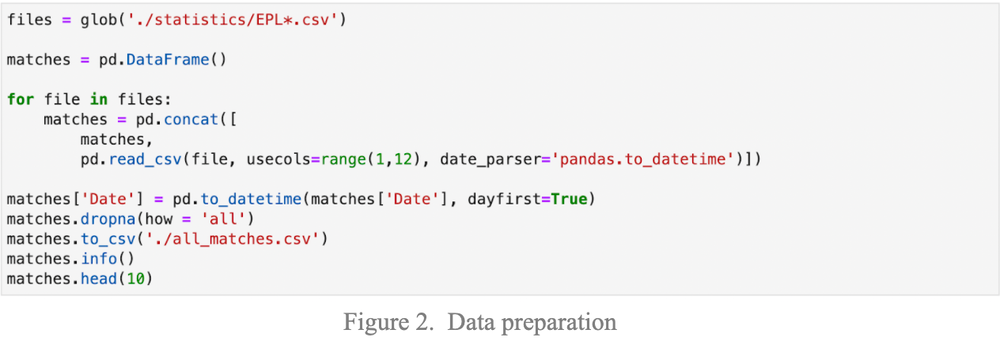 files = glob('./statistics/EPL*.csv')
matches = pd.DataFrame()
for file in files:
    matches = pd.concat([
        matches,
        pd.read_csv(file, usecols=range(1,12), date_parser='pandas.to_datetime')])
matches['Date'] = pd.to_datetime(matches['Date'], dayfirst=True)
matches.dropna(how = 'all')
matches.to_csv('./all_matches.csv')
matches.info()
matches.head(10)
Figure 2.  Data preparation